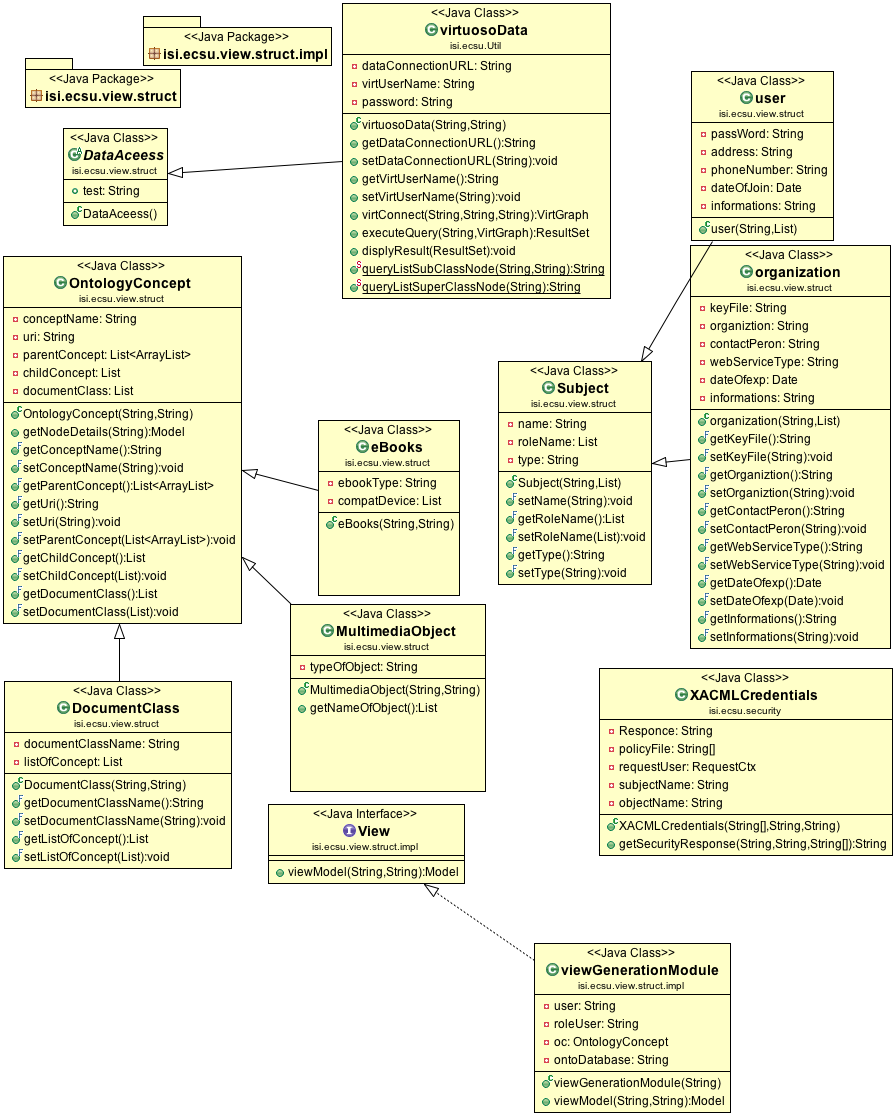 <<Java Package>>
isi.ecsu.view.struct.impl
<<Java Package>>
isi.ecsu.view.struct
<<Java Class>>
virtuosoData
isi.ecsu.Util
dataConnectionURL: String
virtUserName: String
password: String
virtuosoData(String,String)
getDataConnectionURL():String
setDataConnectionURL(String):void
getVirtUserName():String
setVirtUserName(String):void
virtConnect(String,String,String):VirtGraph
executeQuery(String,VirtGraph):ResultSet
displyResult(ResultSet):void
queryListSubClassNode(String,String):String
queryListSuperClassNode(String):String
<<Java Class>>
DataAceess
isi.ecsu.view.struct
test: String
DataAceess()
<<Java Class>>
user
isi.ecsu.view.struct
passWord: String
address: String
phoneNumber: String
dateOfJoin: Date
informations: String
user(String,List)
<<Java Class>>
organization
isi.ecsu.view.struct
keyFile: String
organiztion: String
contactPeron: String
webServiceType: String
dateOfexp: Date
informations: String
organization(String,List)
getKeyFile():String
setKeyFile(String):void
getOrganiztion():String
setOrganiztion(String):void
getContactPeron():String
setContactPeron(String):void
getWebServiceType():String
setWebServiceType(String):void
getDateOfexp():Date
setDateOfexp(Date):void
getInformations():String
setInformations(String):void
<<Java Class>>
OntologyConcept
isi.ecsu.view.struct
conceptName: String
uri: String
parentConcept: List<ArrayList>
childConcept: List
documentClass: List
OntologyConcept(String,String)
getNodeDetails(String):Model
getConceptName():String
setConceptName(String):void
getParentConcept():List<ArrayList>
getUri():String
setUri(String):void
setParentConcept(List<ArrayList>):void
getChildConcept():List
setChildConcept(List):void
getDocumentClass():List
setDocumentClass(List):void
<<Java Class>>
Subject
isi.ecsu.view.struct
name: String
roleName: List
type: String
Subject(String,List)
setName(String):void
getRoleName():List
setRoleName(List):void
getType():String
setType(String):void
<<Java Class>>
eBooks
isi.ecsu.view.struct
ebookType: String
compatDevice: List
eBooks(String,String)
<<Java Class>>
MultimediaObject
isi.ecsu.view.struct
typeOfObject: String
MultimediaObject(String,String)
getNameOfObject():List
<<Java Class>>
DocumentClass
isi.ecsu.view.struct
documentClassName: String
listOfConcept: List
DocumentClass(String,String)
getDocumentClassName():String
setDocumentClassName(String):void
getListOfConcept():List
setListOfConcept(List):void
<<Java Class>>
XACMLCredentials
isi.ecsu.security
Responce: String
policyFile: String[]
requestUser: RequestCtx
subjectName: String
objectName: String
XACMLCredentials(String[],String,String)
getSecurityResponse(String,String,String[]):String
<<Java Interface>>
View
isi.ecsu.view.struct.impl
viewModel(String,String):Model
<<Java Class>>
viewGenerationModule
isi.ecsu.view.struct.impl
user: String
roleUser: String
oc: OntologyConcept
ontoDatabase: String
viewGenerationModule(String)
viewModel(String,String):Model